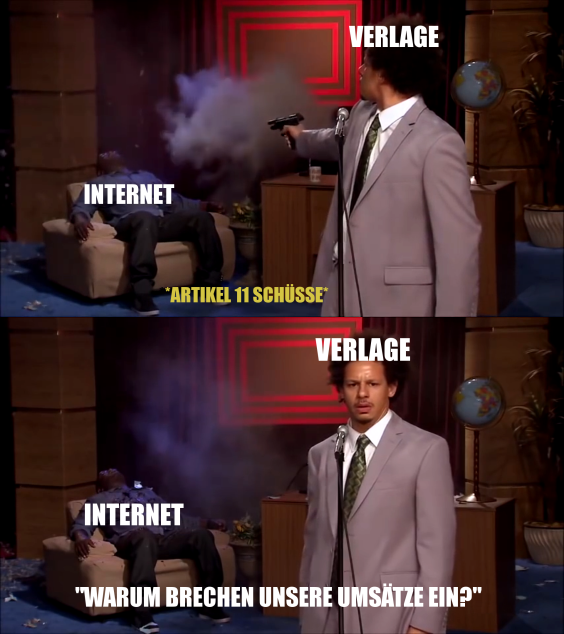 VERLAGE
INTERNET
*ARTIKEL 11 SCHÜSSE*
VERLAGE
INTERNET
"WARUM BRECHEN UNSERE UMSÄTZE EIN?"